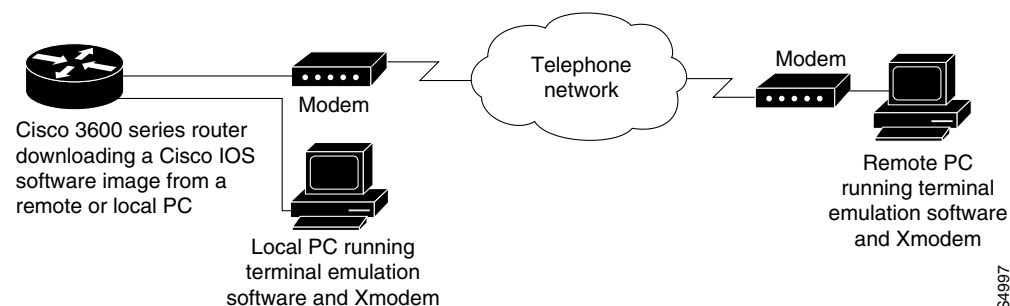 Telephone
network
Modem
Modem
Cisco 3600 series router
downloading a Cisco IOS
software image from a
remote or local PC
Local PC running
terminal emulation
software and Xmodem
Remote PC
running terminal
emulation software
and Xmodem
S4997